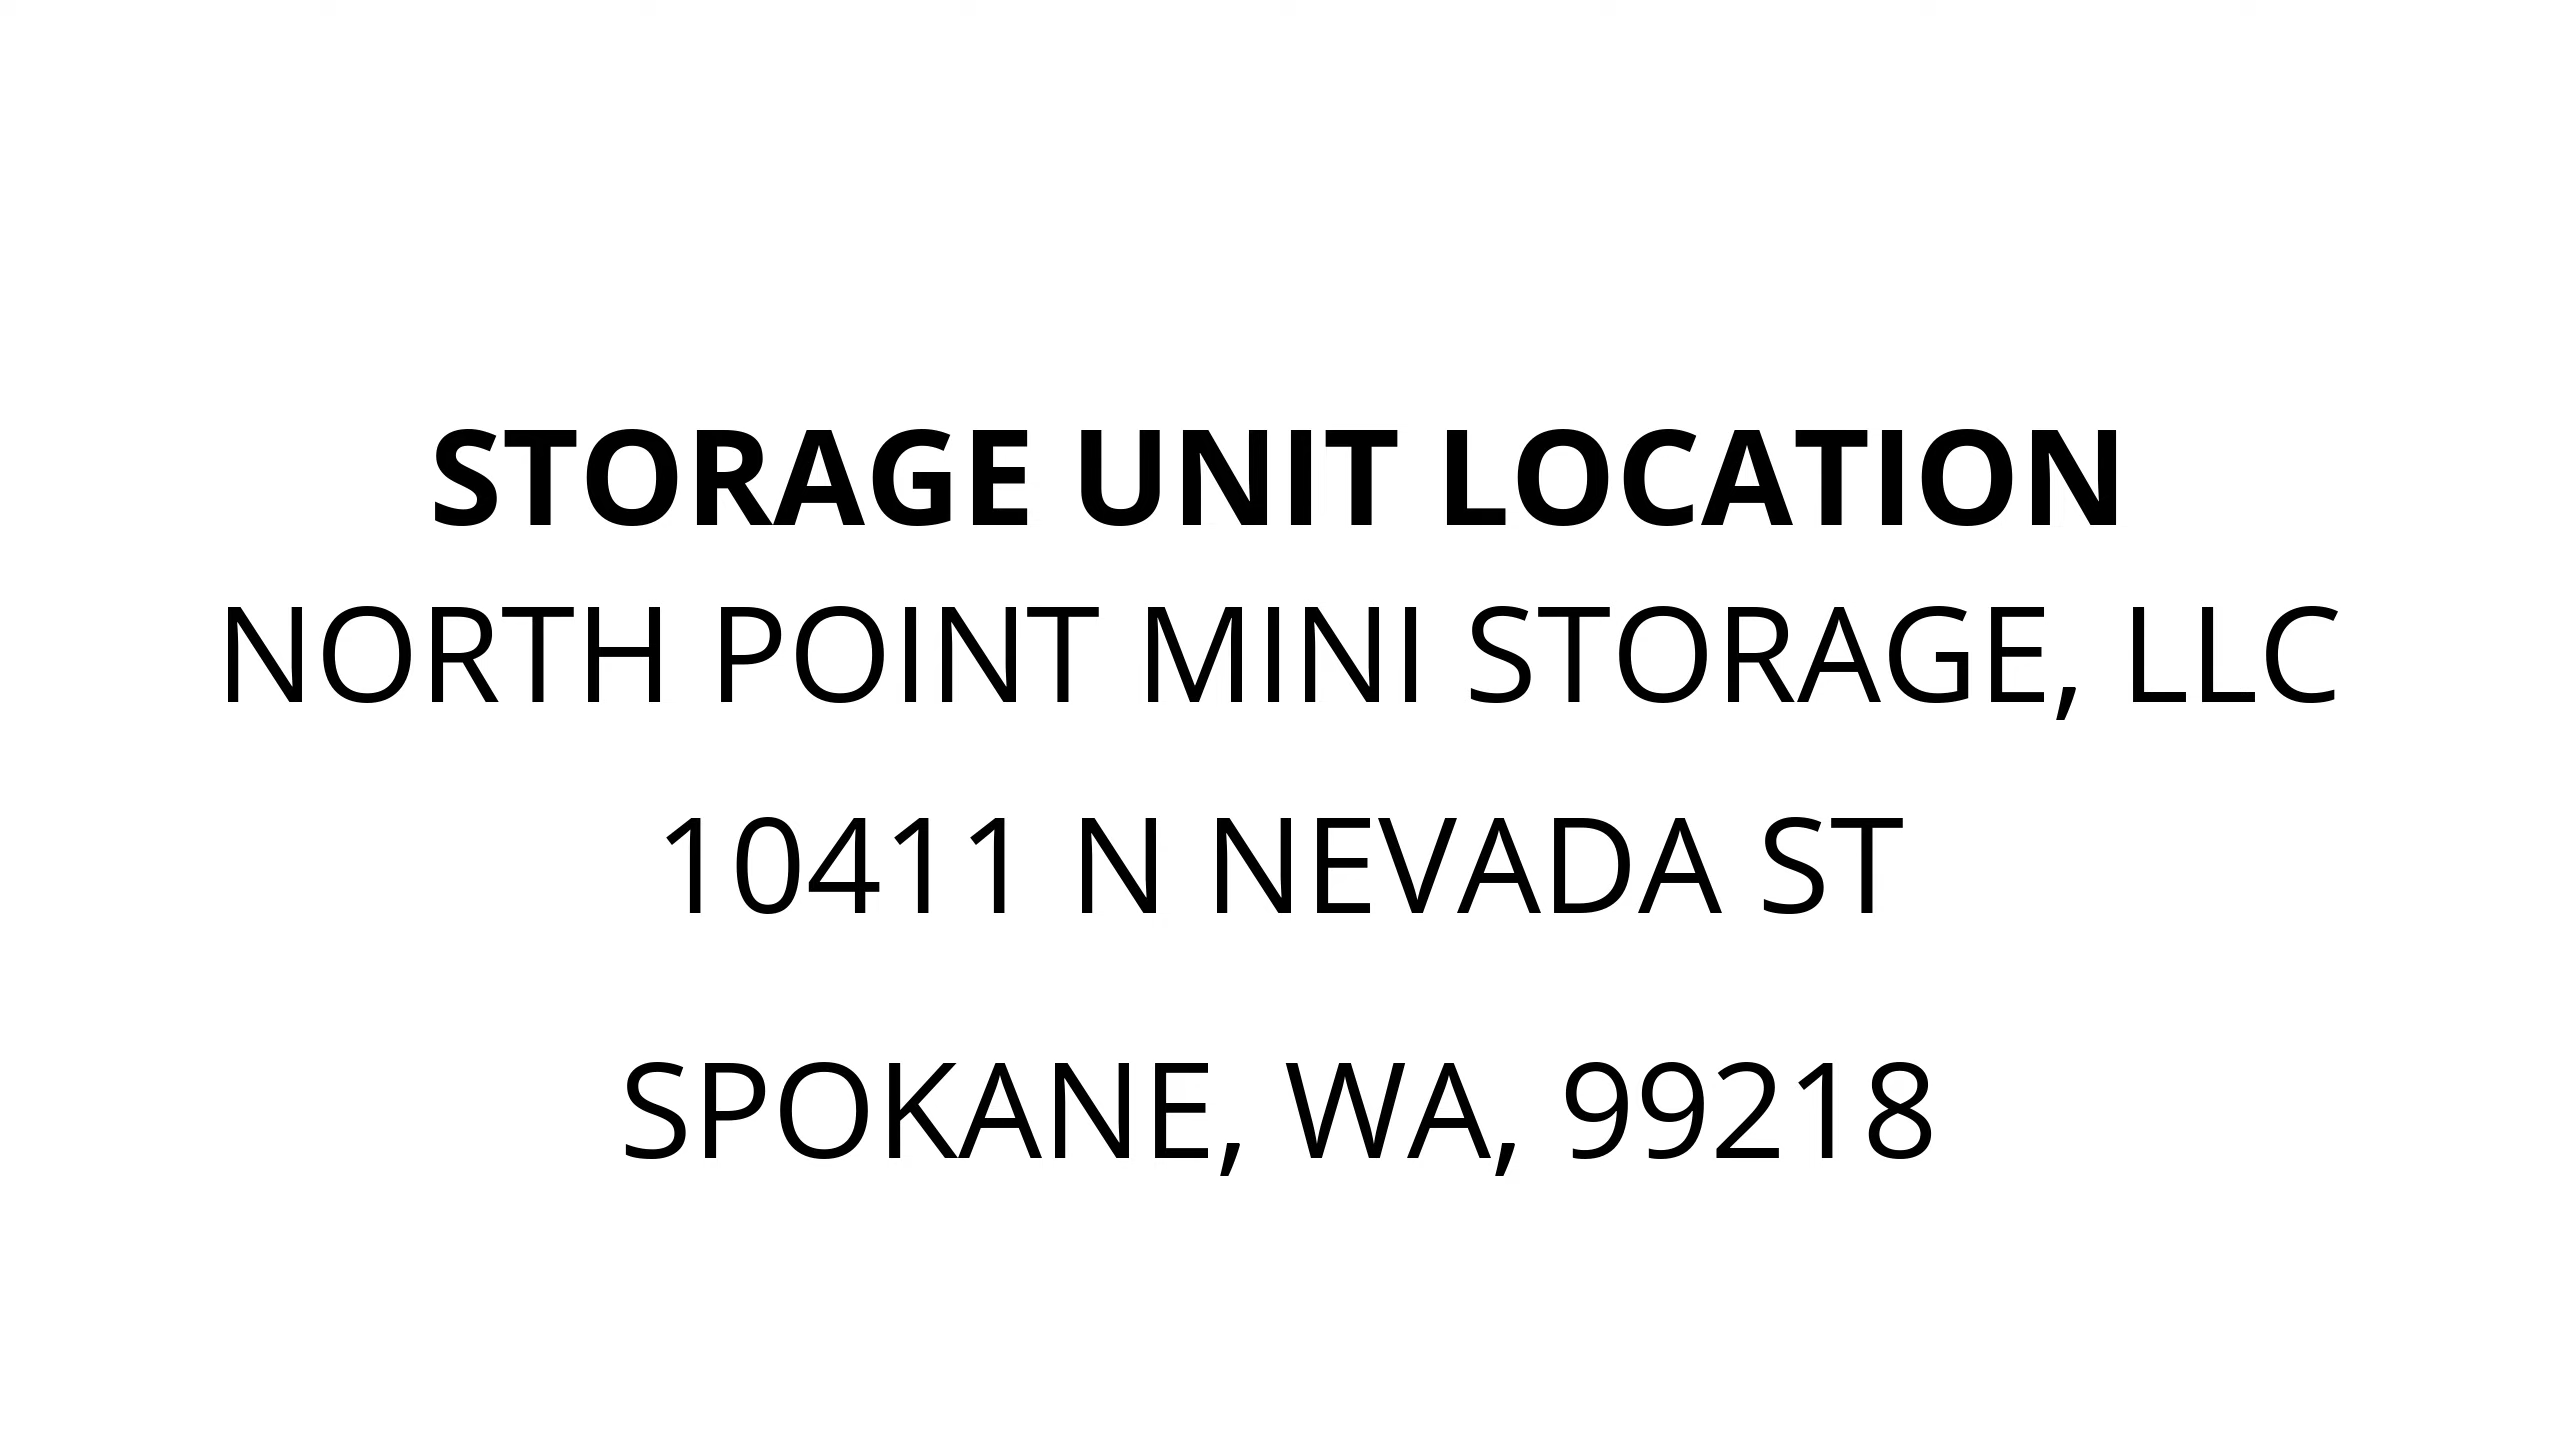 STORAGE UNIT LOCATION
NORTH POINT MINI STORAGE, LLC
10411 N NEVADA ST
SPOKANE, WA, 99218